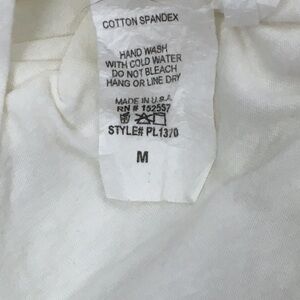 COTTON SPANDEX
HAND WASH
WITH COLD WATER
DO NOT BLEACH
HANG OR LINE DRY
MADE IN U.S.A.
RN # 152557
STYLE# PL1370
M